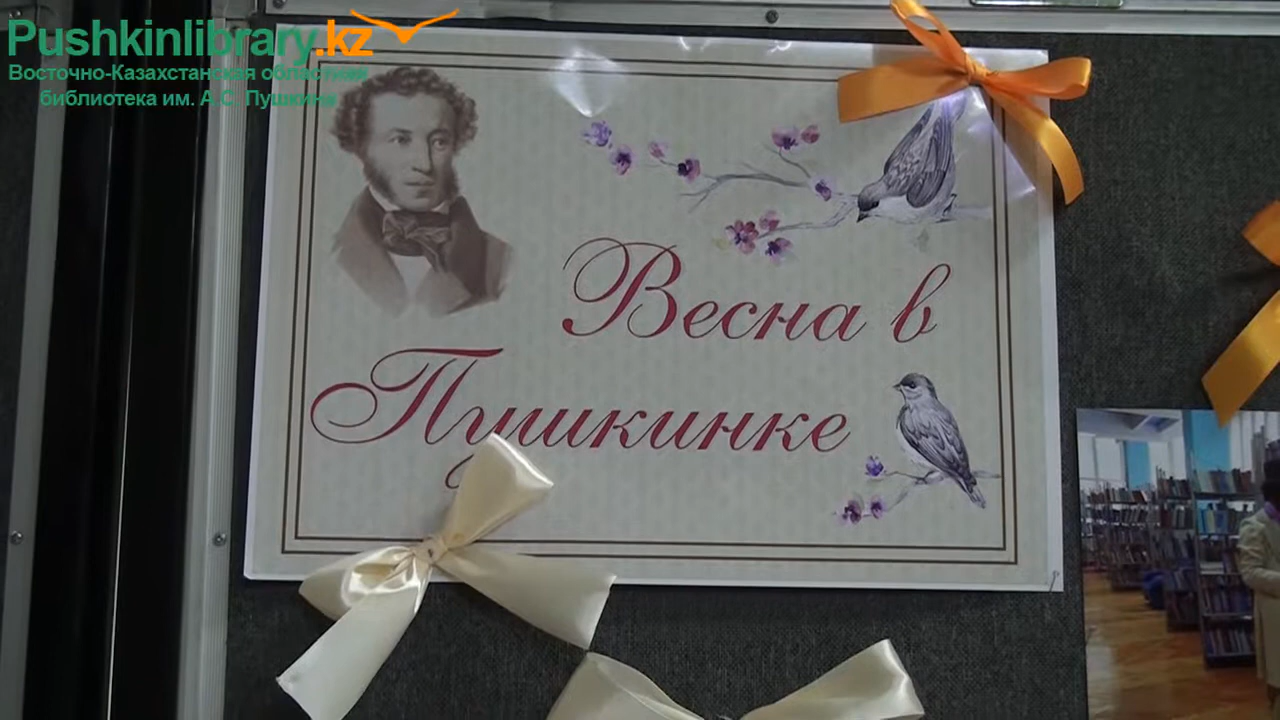 Pushkinlibrary.kz
Восточно-Казахстанская областная
библиотека им. А.С. Пушкина
Весна в
Пушкинке